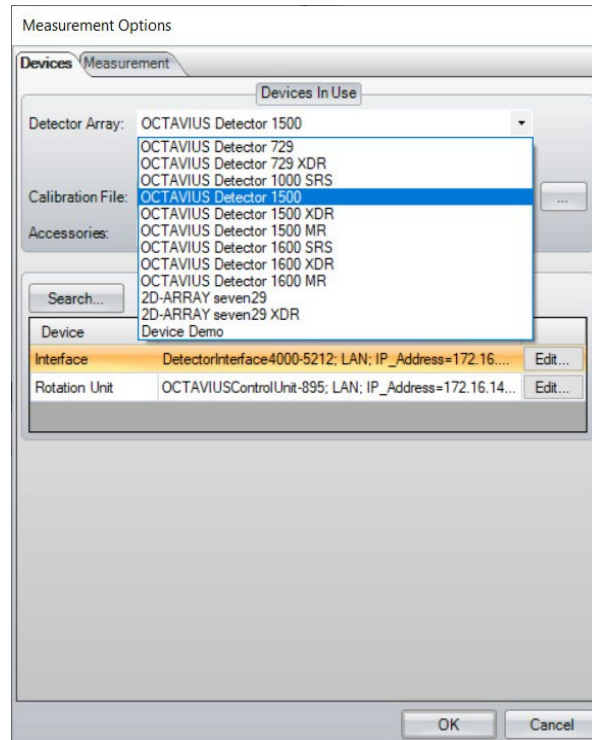 Measurement Options
Devices Measurement
Devices In Use
Detector Array: OCTAVIUS Detector 1500
OCTAVIUS Detector 729
OCTAVIUS Detector 729 XDR
OCTAVIUS Detector 1000 SRS
Calibration File: OCTAVIUS Detector 1500 ...
OCTAVIUS Detector 1500 XDR
Accessories: OCTAVIUS Detector 1500 MR
OCTAVIUS Detector 1600 SRS
OCTAVIUS Detector 1600 XDR
OCTAVIUS Detector 1600 MR
Search... 2D-ARRAY seven29
2D-ARRAY seven29 XDR
Device Device Demo
Interface DetectorInterface4000-5212; LAN; IP_Address=172.16.... Edit...
Rotation Unit OCTAVIUSControlUnit-895; LAN; IP_Address=172.16.14... Edit...
OK Cancel